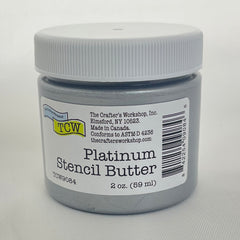 TCW
The Crafter's Workshop, Inc.
Elmsford, NY 10523.
Made in Canada.
Conforms to ASTM-D 4236
thecraftersworkshop.com
Platinum
Stencil Butter
2 oz. (59 ml)
TCW9084